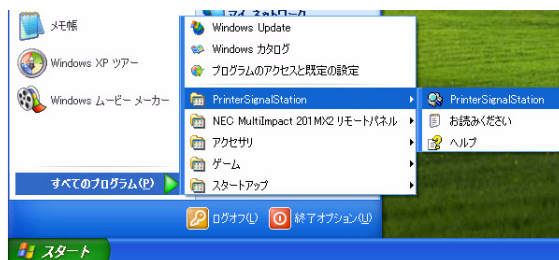 メモ帳
Windows XP ツアー
Windows ムービー メーカー
すべてのプログラム(P)
マイ ネットワーク
Windows Update
Windows カタログ
プログラムのアクセスと既定の設定
PrinterSignalStation
NEC MultiImpact 201MX2 リモートパネル
アクセサリ
ゲーム
スタートアップ
PrinterSignalStation
お読みください
ヘルプ
ログオフ(L)
終了オプション(U)
スタート